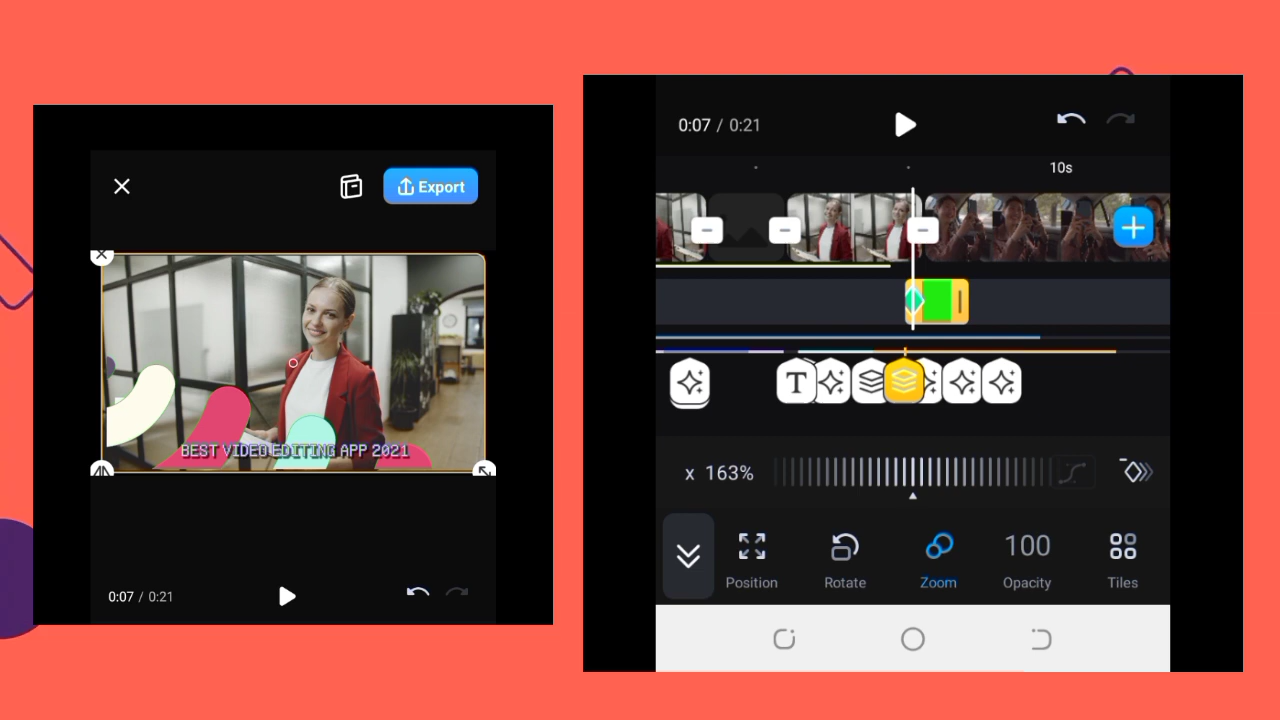 Export
BEST VIDEO EDITING APP 2021
0:07 / 0:21
0:07 / 0:21
10s
T
x 163%
100
Position
Rotate
Zoom
Opacity
Tiles